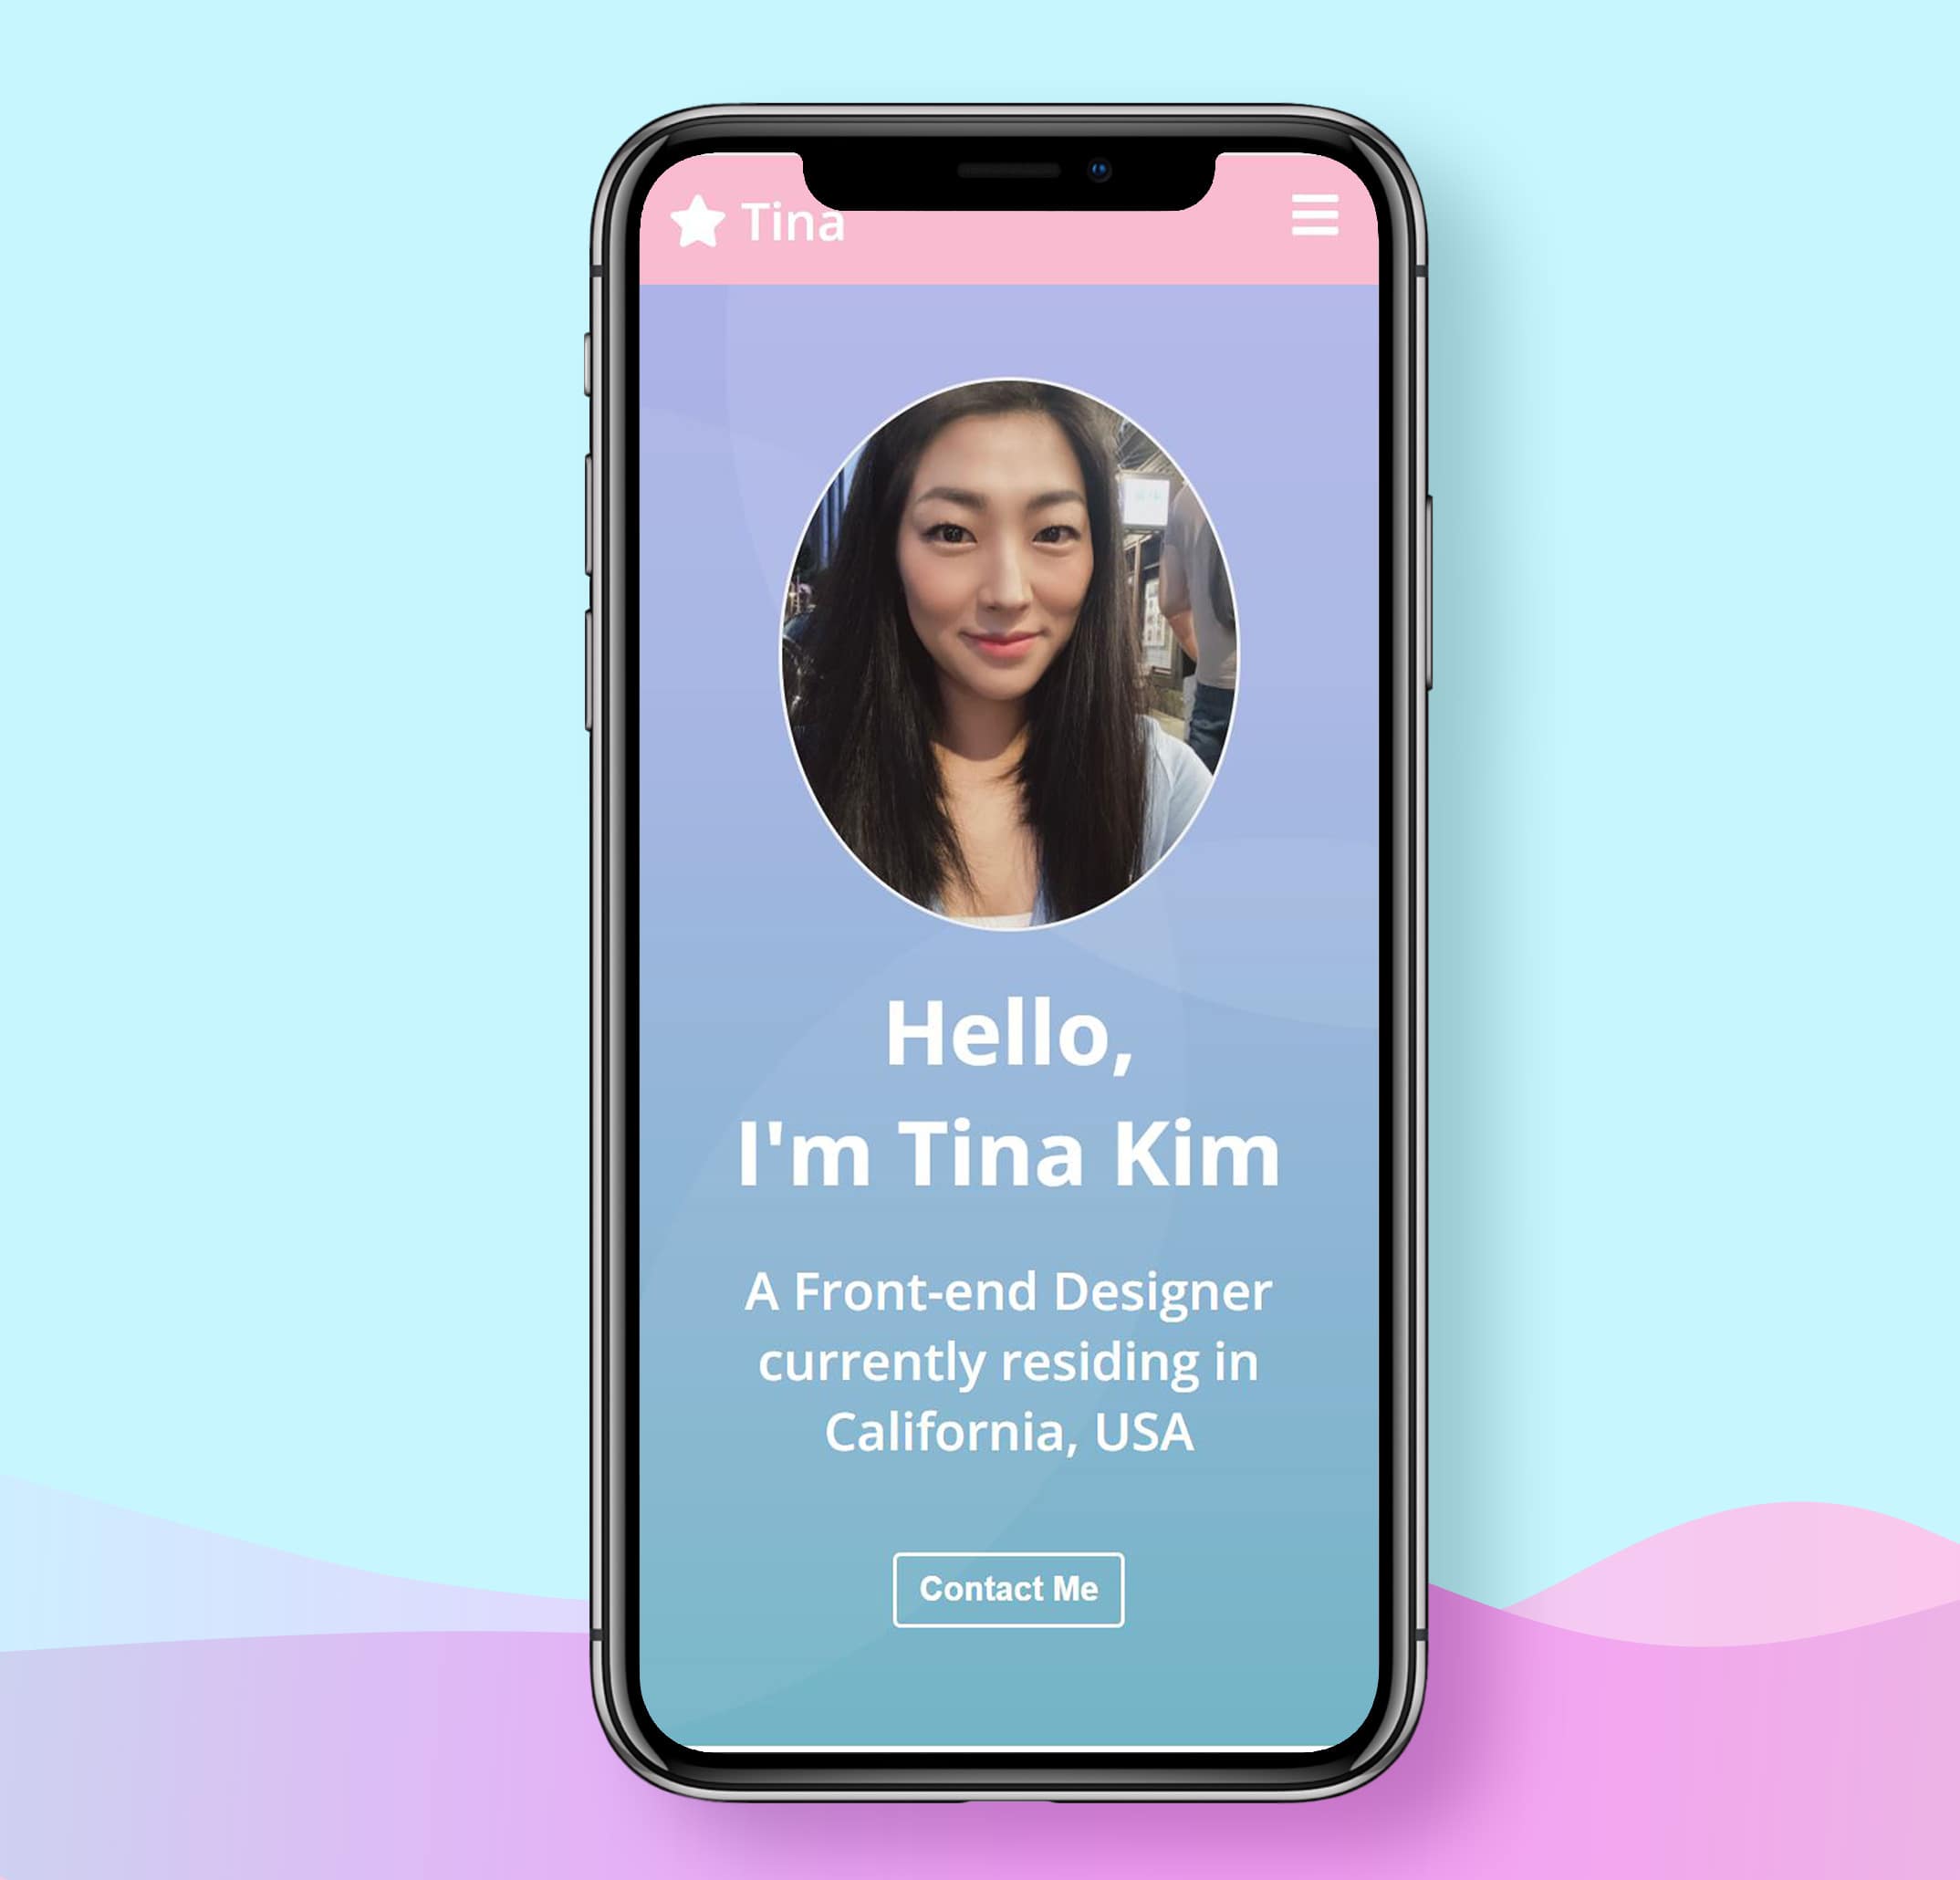 Tina
Hello,
I'm Tina Kim
A Front-end Designer
currently residing in
California, USA
Contact Me